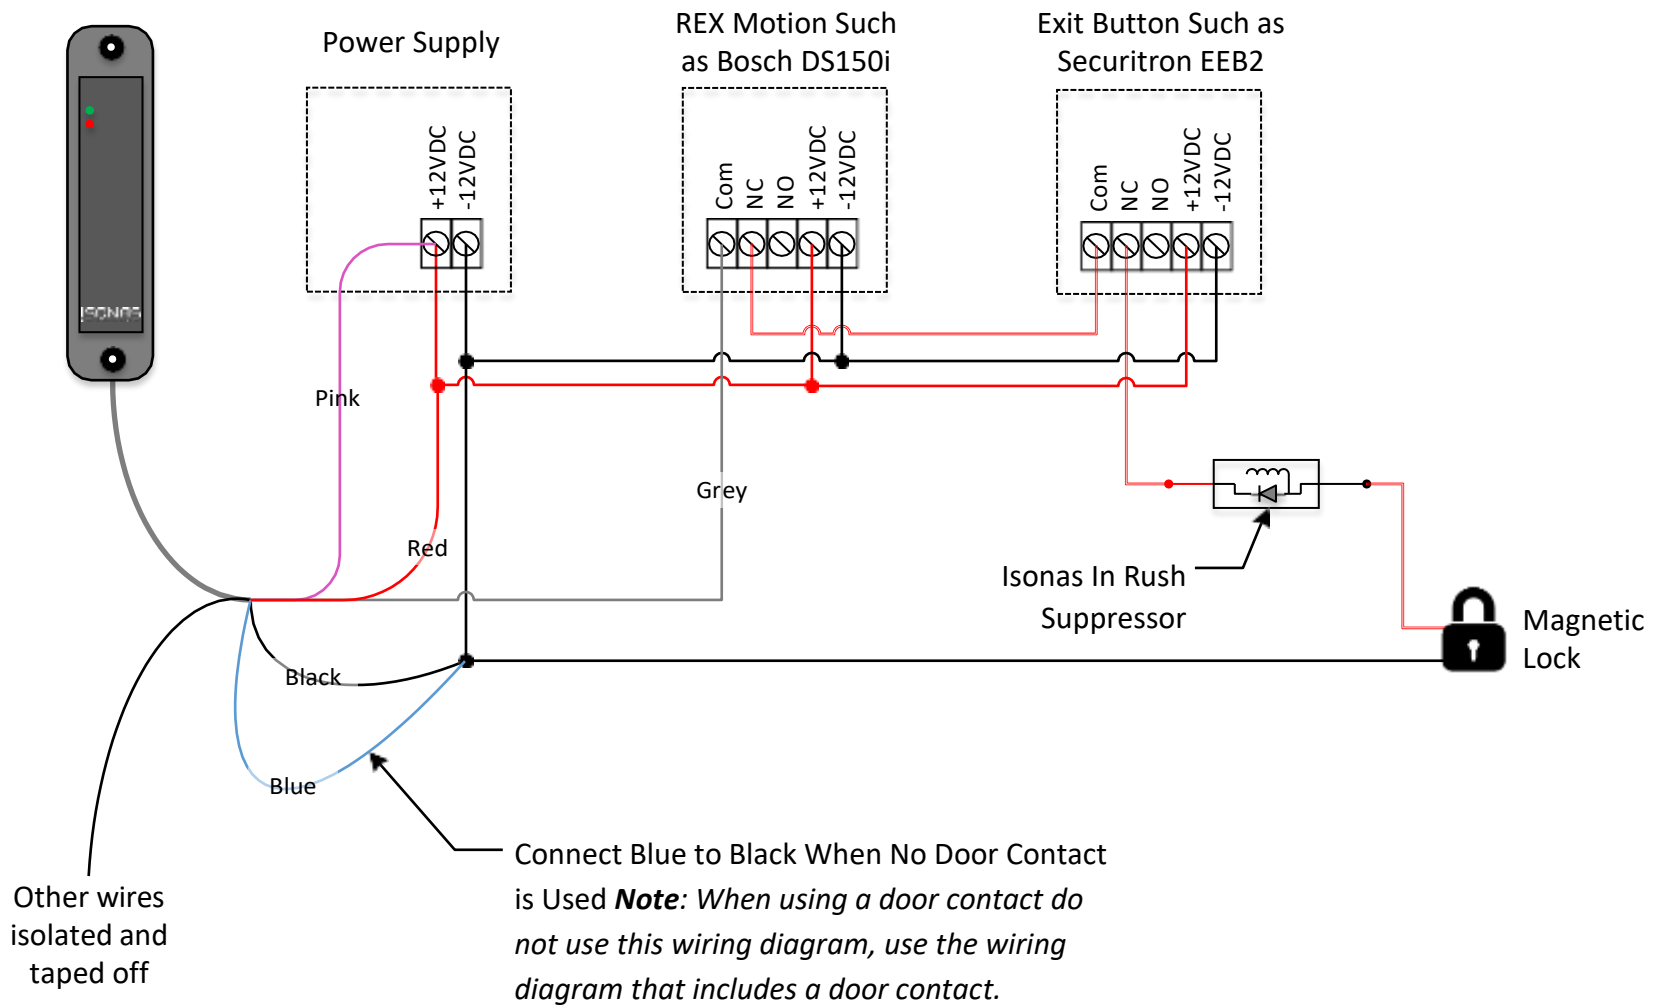 REX Motion Such
as Bosch DS150i
Exit Button Such as
Securitron EEB2
Power Supply
+12VDC
-12VDC
Com
NC
NO
+12VDC
-12VDC
Com
NC
NO
+12VDC
-12VDC
ISONAS
Pink
Grey
Red
Isonas In Rush
Suppressor
Magnetic
Lock
Black
Blue
Connect Blue to Black When No Door Contact
is Used Note: When using a door contact do
not use this wiring diagram, use the wiring
diagram that includes a door contact.
Other wires
isolated and
taped off